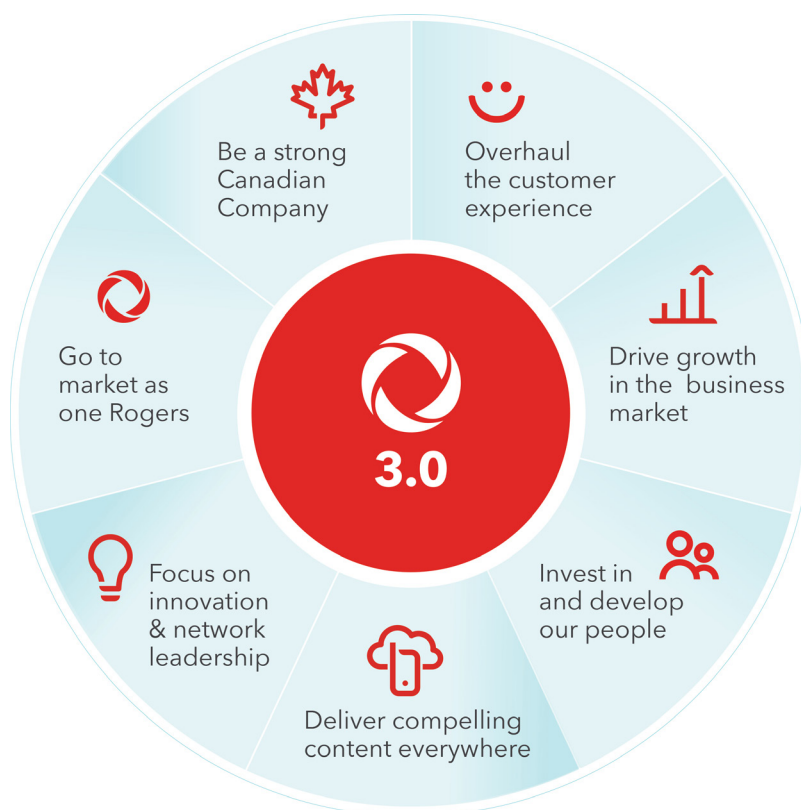 Be a strong
Canadian
Company
Overhaul
the customer
experience
Drive growth
in the  business
market
Invest in
and develop
our people
Deliver compelling
content everywhere
Focus on
innovation
& network
leadership
Go to
market as
one Rogers
3.0